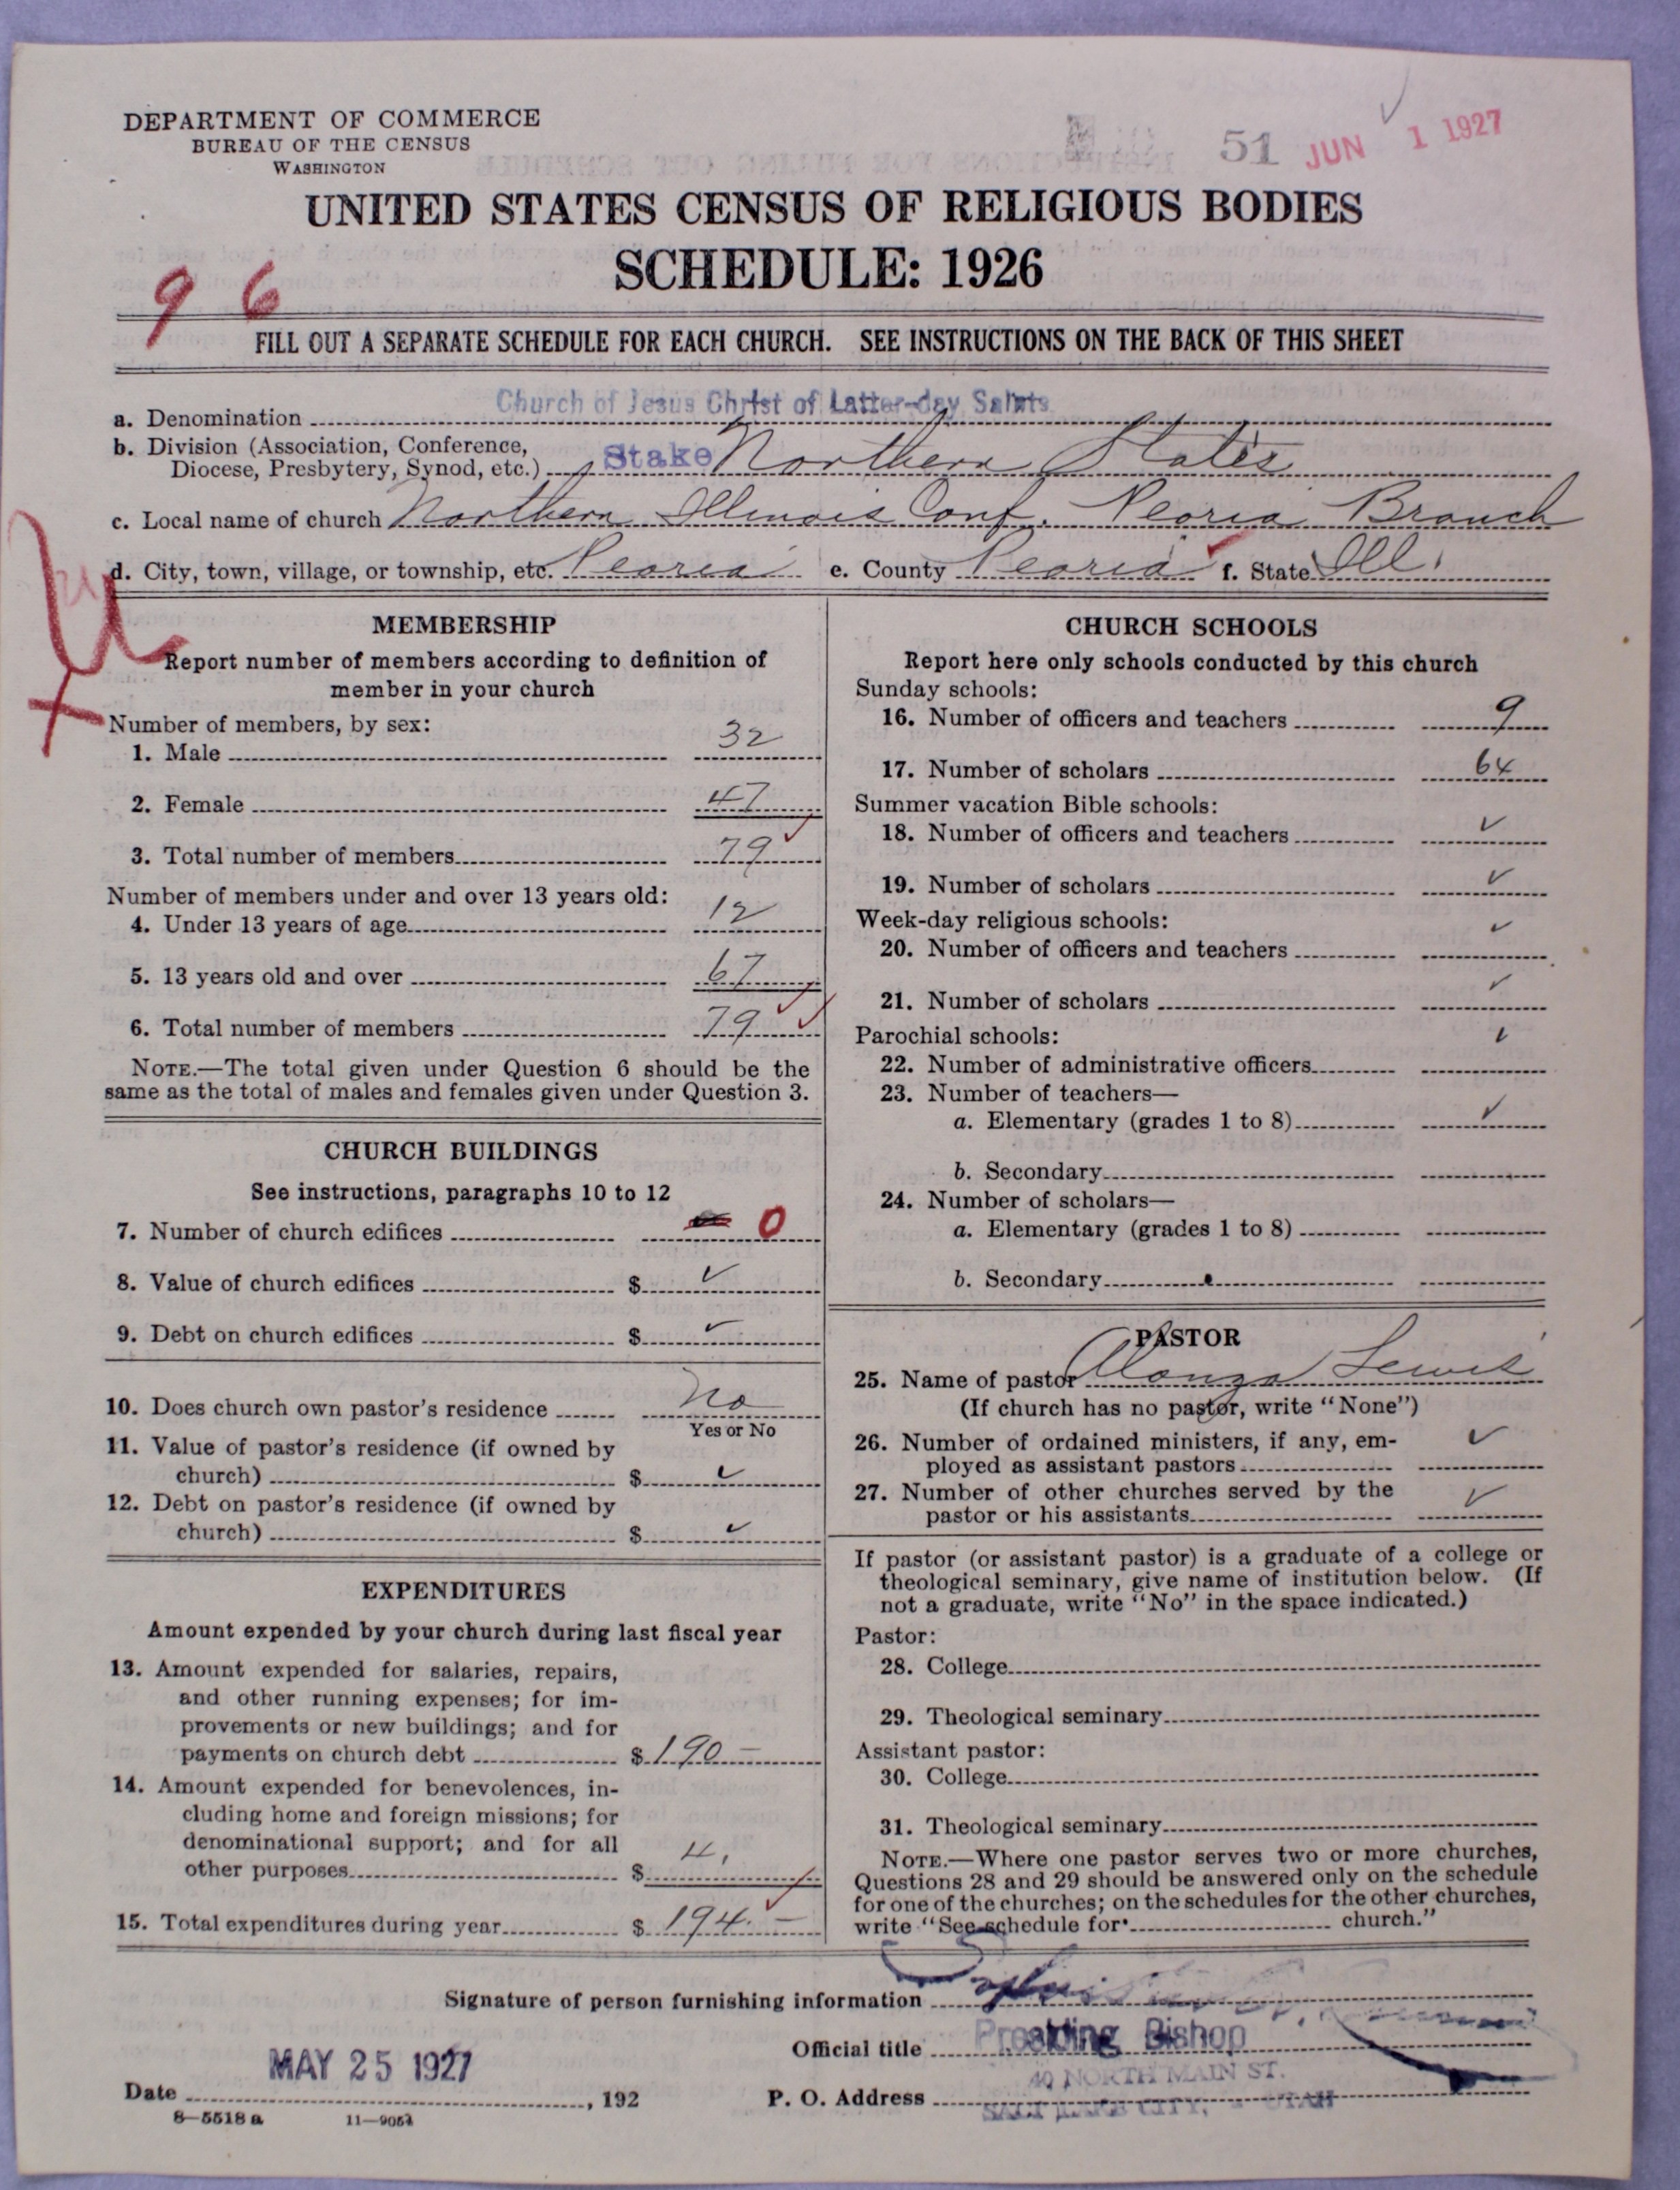 DEPARTMENT OF COMMERCE
BUREAU OF THE CENSUS
WASHINGTON
51 JUN 1 1927
UNITED STATES CENSUS OF RELIGIOUS BODIES
SCHEDULE: 1926
96
FILL OUT A SEPARATE SCHEDULE FOR EACH CHURCH. SEE INSTRUCTIONS ON THE BACK OF THIS SHEET
a. Denomination Church of Jesus Christ of Latter-day Saints
b. Division (Association, Conference,
Diocese, Presbytery, Synod, etc.) Stake Northern States
c. Local name of church Northern Illinois Conf. Peoria Branch
d. City, town, village, or township, etc. Peoria e. County Peoria f. State Ill.
MEMBERSHIP
Report number of members according to definition of
member in your church
Number of members, by sex:
1. Male 32
2. Female 47
3. Total number of members 79
Number of members under and over 13 years old:
4. Under 13 years of age 12
5. 13 years old and over 67
6. Total number of members 79
NOTE.—The total given under Question 6 should be the
same as the total of males and females given under Question 3.
CHURCH BUILDINGS
See instructions, paragraphs 10 to 12
7. Number of church edifices 0
8. Value of church edifices $ ✓
9. Debt on church edifices $ ✓
10. Does church own pastor's residence No
Yes or No
11. Value of pastor's residence (if owned by
church) $ ✓
12. Debt on pastor's residence (if owned by
church) $ ✓
EXPENDITURES
Amount expended by your church during last fiscal year
13. Amount expended for salaries, repairs,
and other running expenses; for im-
provements or new buildings; and for
payments on church debt $ 190 —
14. Amount expended for benevolences, in-
cluding home and foreign missions; for
denominational support; and for all
other purposes $ 4.
15. Total expenditures during year $ 194. —
CHURCH SCHOOLS
Report here only schools conducted by this church
Sunday schools:
16. Number of officers and teachers 9
17. Number of scholars 64
Summer vacation Bible schools:
18. Number of officers and teachers ✓
19. Number of scholars ✓
Week-day religious schools:
20. Number of officers and teachers ✓
21. Number of scholars ✓
Parochial schools:
22. Number of administrative officers ✓
23. Number of teachers—
a. Elementary (grades 1 to 8) ✓
b. Secondary
24. Number of scholars—
a. Elementary (grades 1 to 8)
b. Secondary
PASTOR
25. Name of pastor Alonzo Lewis
(If church has no pastor, write "None")
26. Number of ordained ministers, if any, em-
ployed as assistant pastors ✓
27. Number of other churches served by the
pastor or his assistants ✓
If pastor (or assistant pastor) is a graduate of a college or
theological seminary, give name of institution below. (If
not a graduate, write "No" in the space indicated.)
Pastor:
28. College
29. Theological seminary
Assistant pastor:
30. College
31. Theological seminary
NOTE.—Where one pastor serves two or more churches,
Questions 28 and 29 should be answered only on the schedule
for one of the churches; on the schedules for the other churches,
write "See schedule for church."
Signature of person furnishing information
Official title Presiding Bishop
MAY 25 1927
Date , 192
P. O. Address 40 NORTH MAIN ST.
SALT LAKE CITY, - UTAH
8—5518 a 11—9051